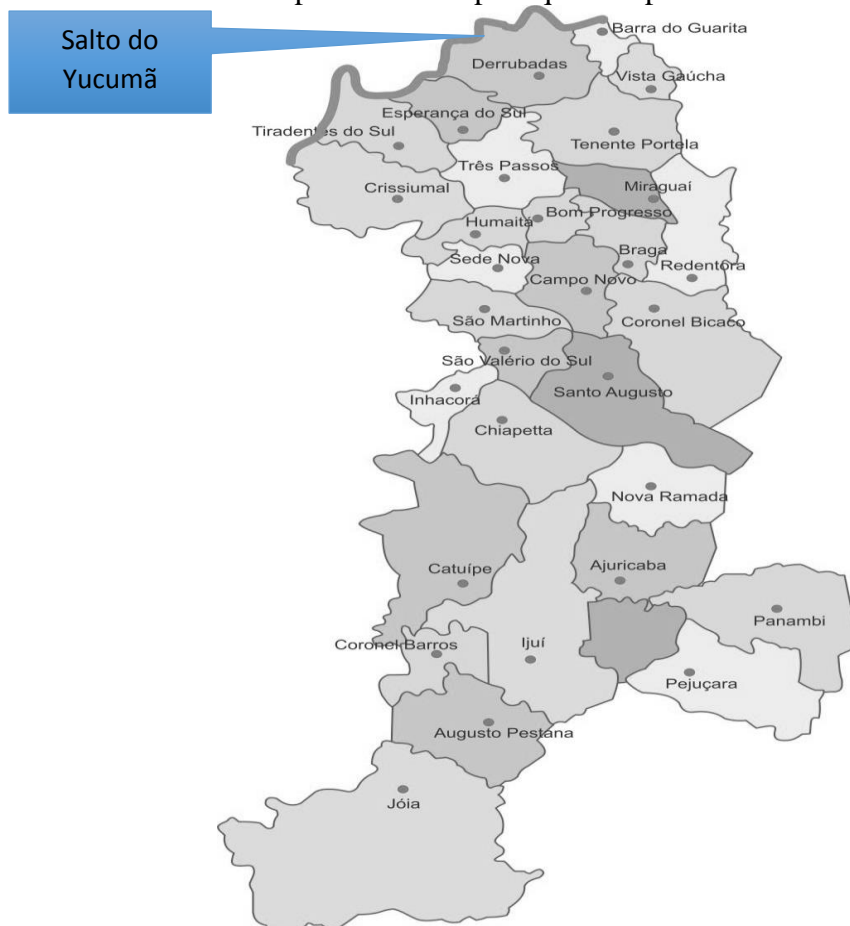 Salto do
Yucumã
Barra do Guarita
Derrubadas
Vista Gaúcha
Esperança do Sul
Tiradentes do Sul
Tenente Portela
Três Passos
Crissiumal
Miraguaí
Humaitá
Bom Progresso
Braga
Sede Nova
Redentora
Campo Novo
São Martinho
Coronel Bicaco
São Valério do Sul
Santo Augusto
Inhacorá
Chiapetta
Nova Ramada
Catuípe
Ajuricaba
Panambi
Coronel Barros
Ijuí
Pejuçara
Augusto Pestana
Jóia